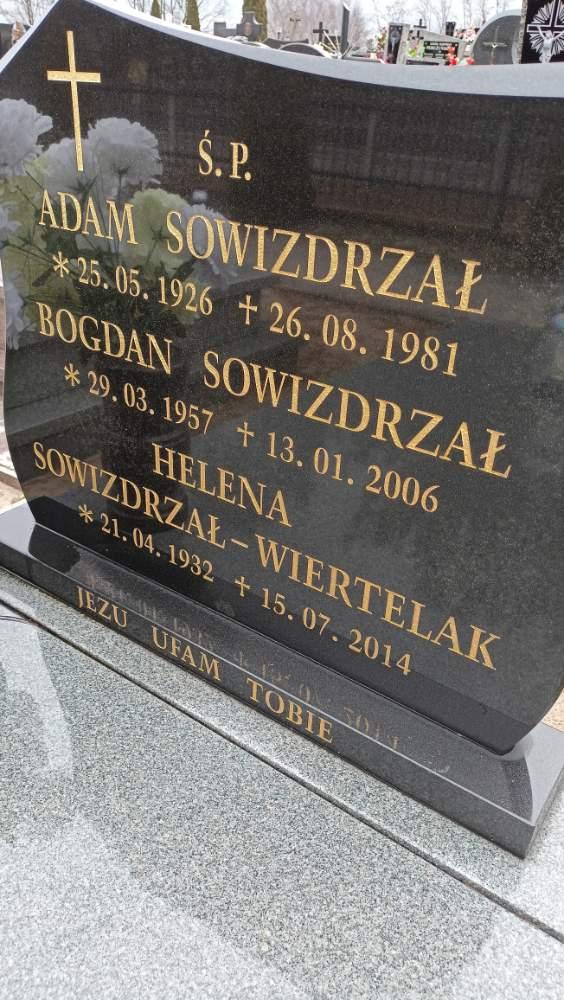 Ś. P.
ADAM SOWIZDRZAŁ
* 25. 05. 1926 + 26. 08. 1981
BOGDAN SOWIZDRZAŁ
* 29. 03. 1957 + 13. 01. 2006
HELENA
SOWIZDRZAŁ – WIERTELAK
* 21. 04. 1932 + 15. 07. 2014
JEZU UFAM TOBIE